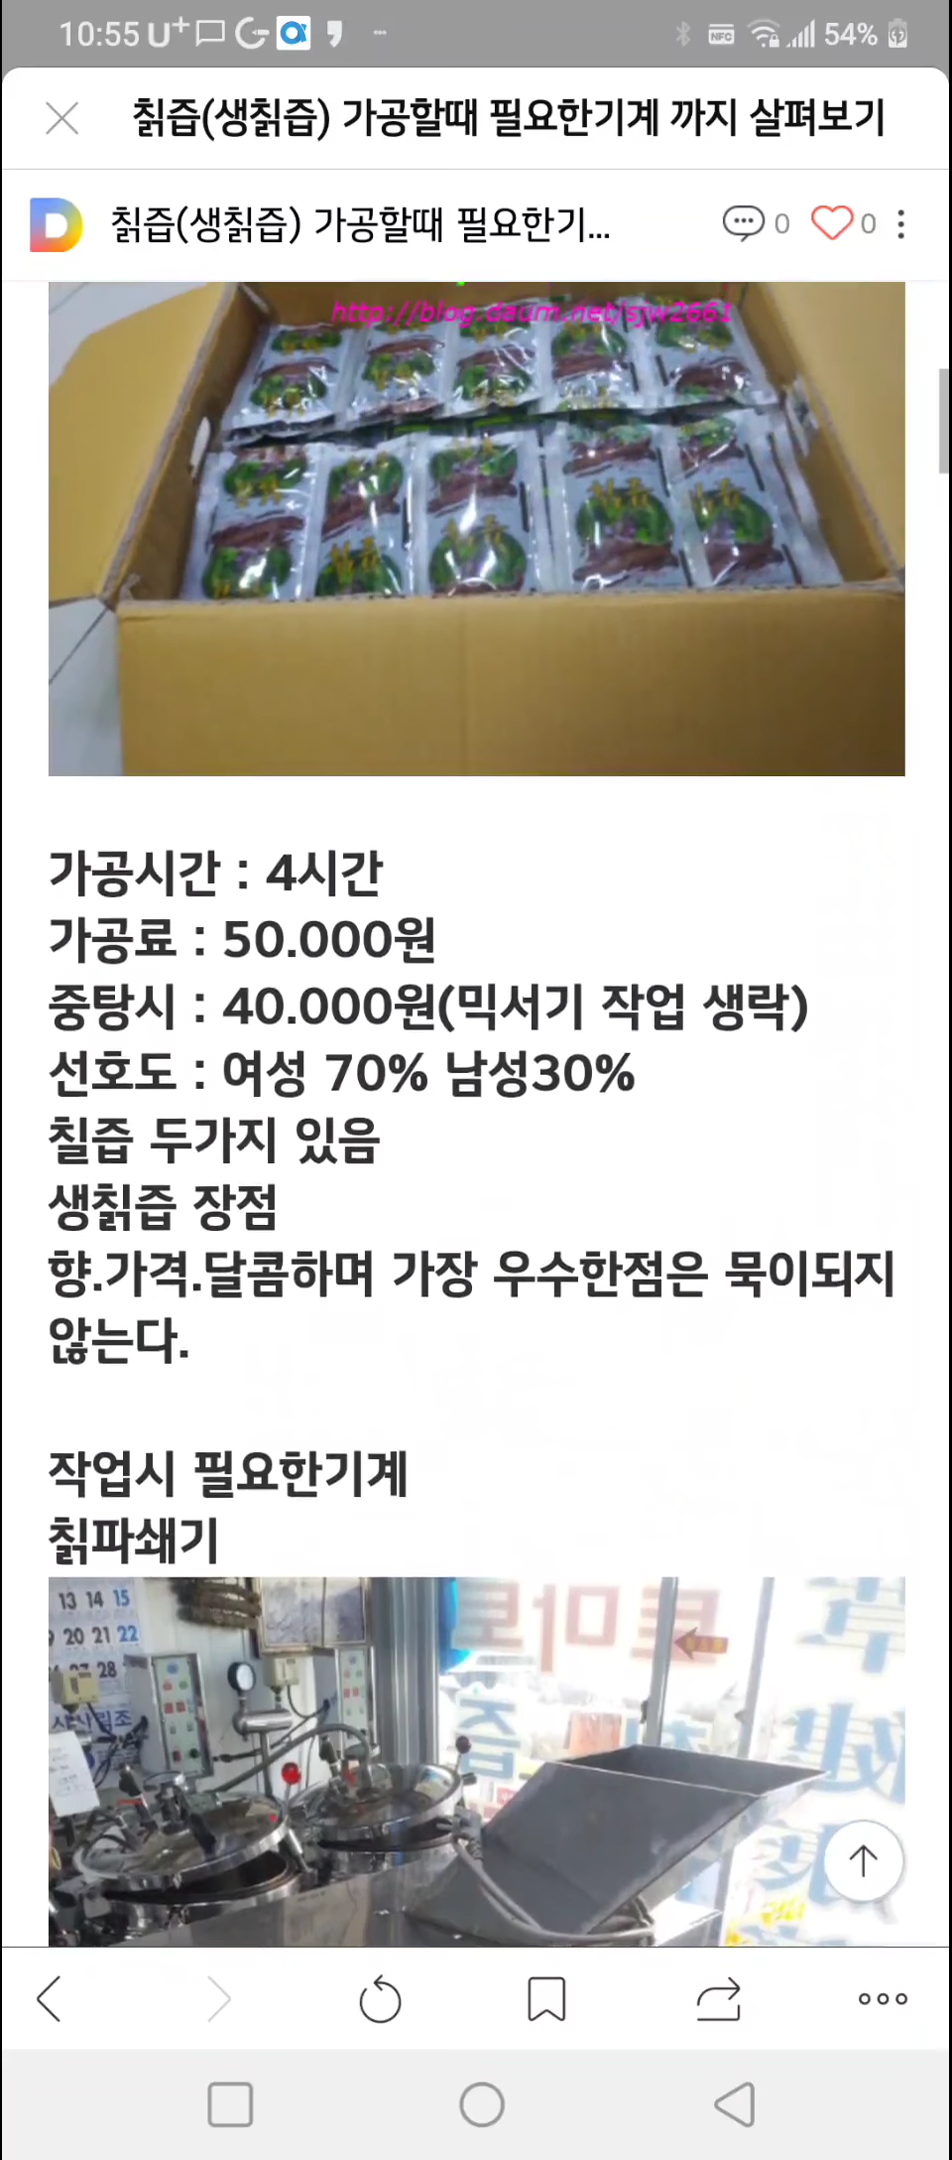 10:55 U+ 54%
NFC
칡즙(생칡즙) 가공할때 필요한기계 까지 살펴보기
칡즙(생칡즙) 가공할때 필요한기... 0 0
http://blog.daum.net/sjw2661
가공시간 : 4시간
가공료 : 50.000원
중탕시 : 40.000원(믹서기 작업 생략)
선호도 : 여성 70% 남성30%
칠즙 두가지 있음
생칡즙 장점
향.가격.달콤하며 가장 우수한점은 묵이되지
않는다.
작업시 필요한기계
칡파쇄기
13 14 15
20 21 22
28
토마토
즙